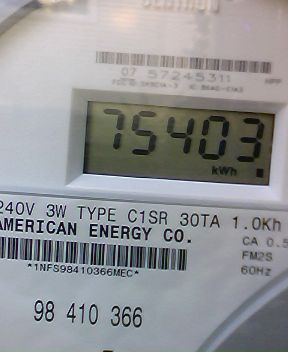 07 57245311
75403
kWh
240V 3W TYPE C1SR 30TA 1.0Kh
AMERICAN ENERGY CO.
CA 0.5
FM2S
*1NFS98410366MEC*
60Hz
98 410 366